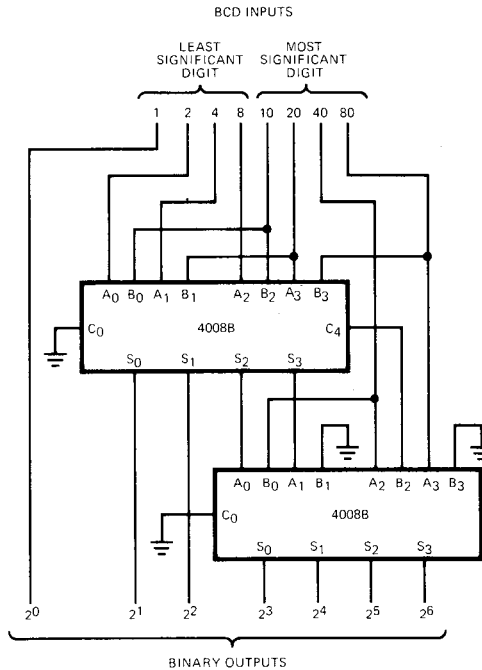 BCD INPUTS
LEAST SIGNIFICANT DIGIT
MOST SIGNIFICANT DIGIT
1 2 4 8 10 20 40 80
A0 B0 A1 B1 A2 B2 A3 B3
C0 4008B C4
S0 S1 S2 S3
A0 B0 A1 B1 A2 B2 A3 B3
C0 4008B
S0 S1 S2 S3
2^0 2^1 2^2 2^3 2^4 2^5 2^6
BINARY OUTPUTS